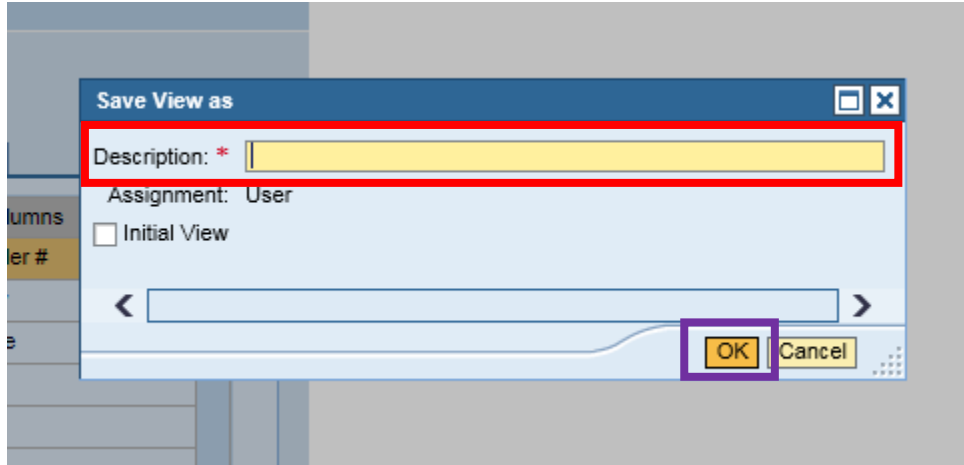 Save View as
Description: *
Assignment: User
lumns
Initial View
ler #
e
OK Cancel